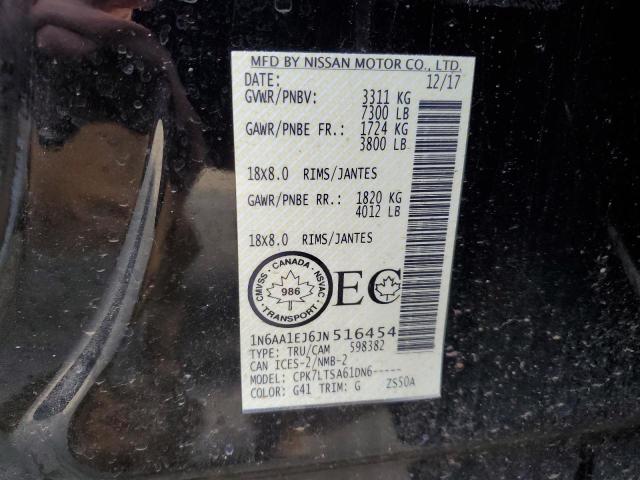 MFD BY NISSAN MOTOR CO., LTD.
DATE: 12/17
GVWR/PNBV: 3311 KG
7300 LB
GAWR/PNBE FR.: 1724 KG
3800 LB
18X8.0 RIMS/JANTES
GAWR/PNBE RR.: 1820 KG
4012 LB
18X8.0 RIMS/JANTES
CANADA
CMVSS NSVAC
986
TRANSPORT
EC
1N6AA1EJ6JN516454
TYPE: TRU/CAM 598382
CAN ICES-2/NMB-2
MODEL: CPK7LTSA61DN6-----
COLOR: G41 TRIM: G ZS50A